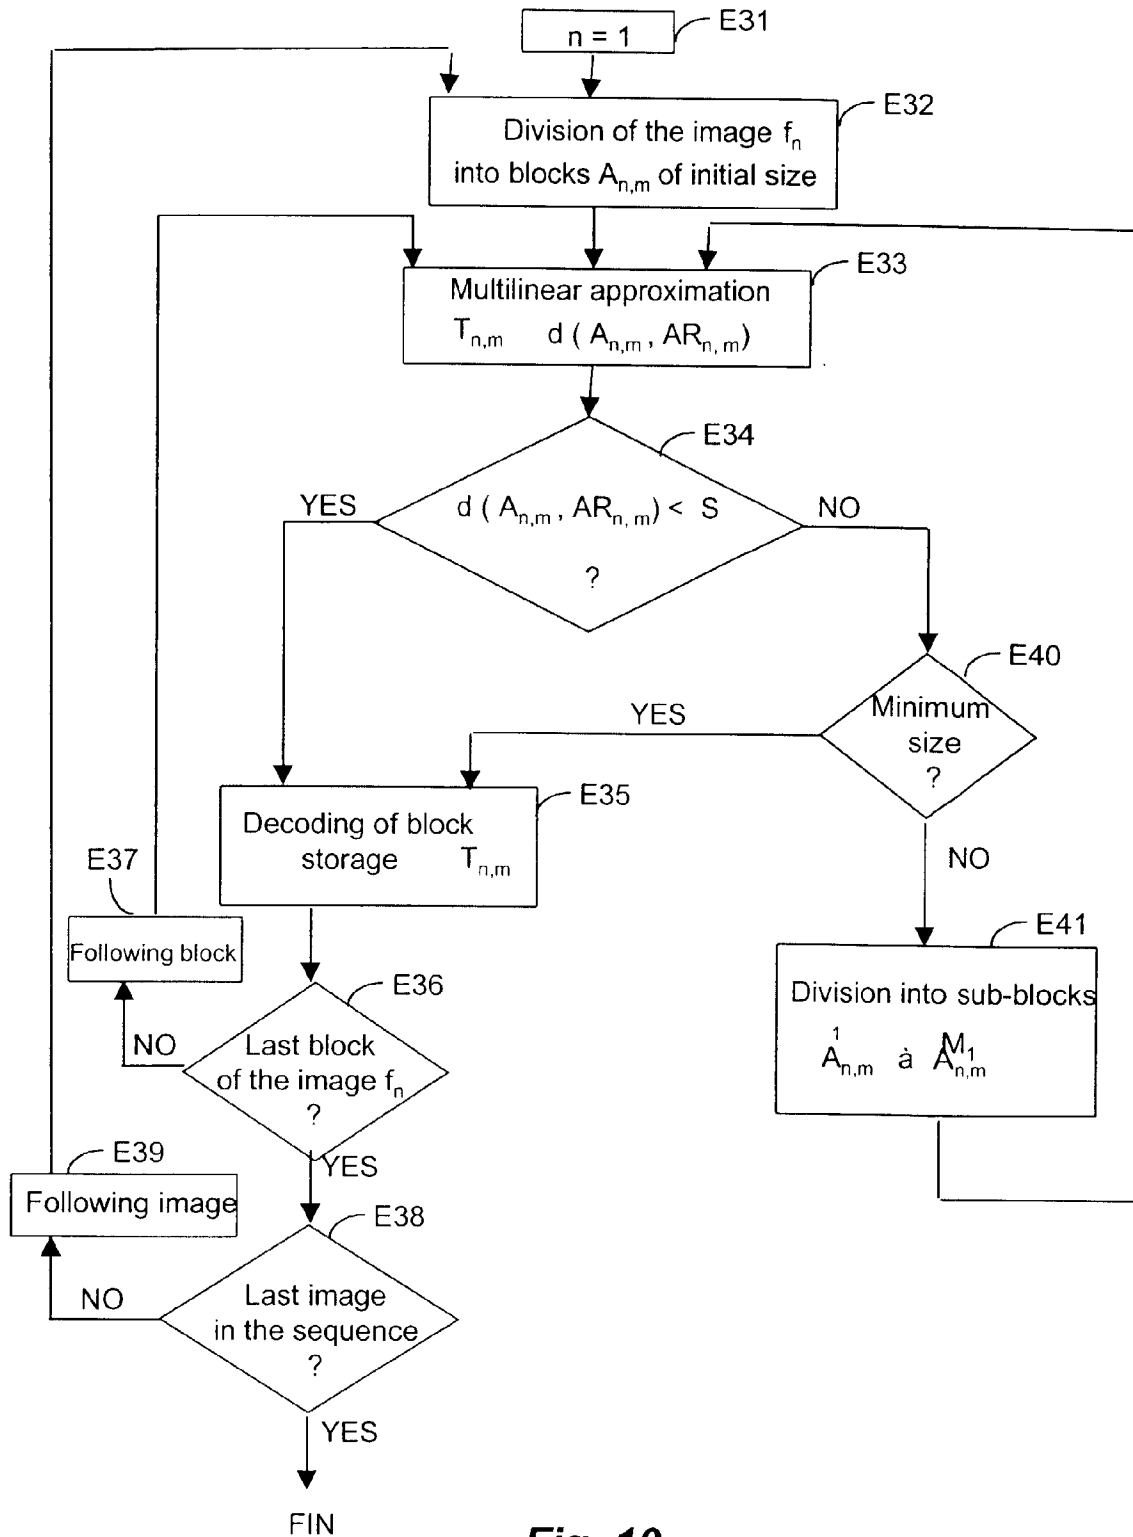 n = 1
E31
Division of the image fn
into blocks An,m of initial size
E32
Multilinear approximation
Tn,m d ( An,m , ARn, m)
E33
E34
d ( An,m , ARn, m) < S
?
YES
NO
E40
Minimum
size
?
YES
NO
E35
Decoding of block
storage Tn,m
E37
Following block
E36
Last block
of the image fn
?
NO
YES
E41
Division into sub-blocks
A1n,m à AM1n,m
E39
Following image
E38
Last image
in the sequence
?
NO
YES
FIN
Fig. 10